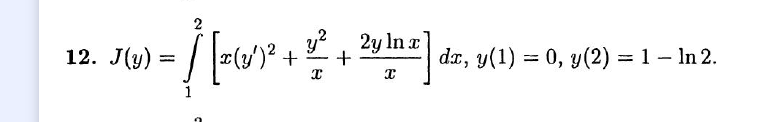 12. J(y) = ∫₁² [x(y′)² + y²/x + 2y ln x/x] dx, y(1) = 0, y(2) = 1 − ln 2.